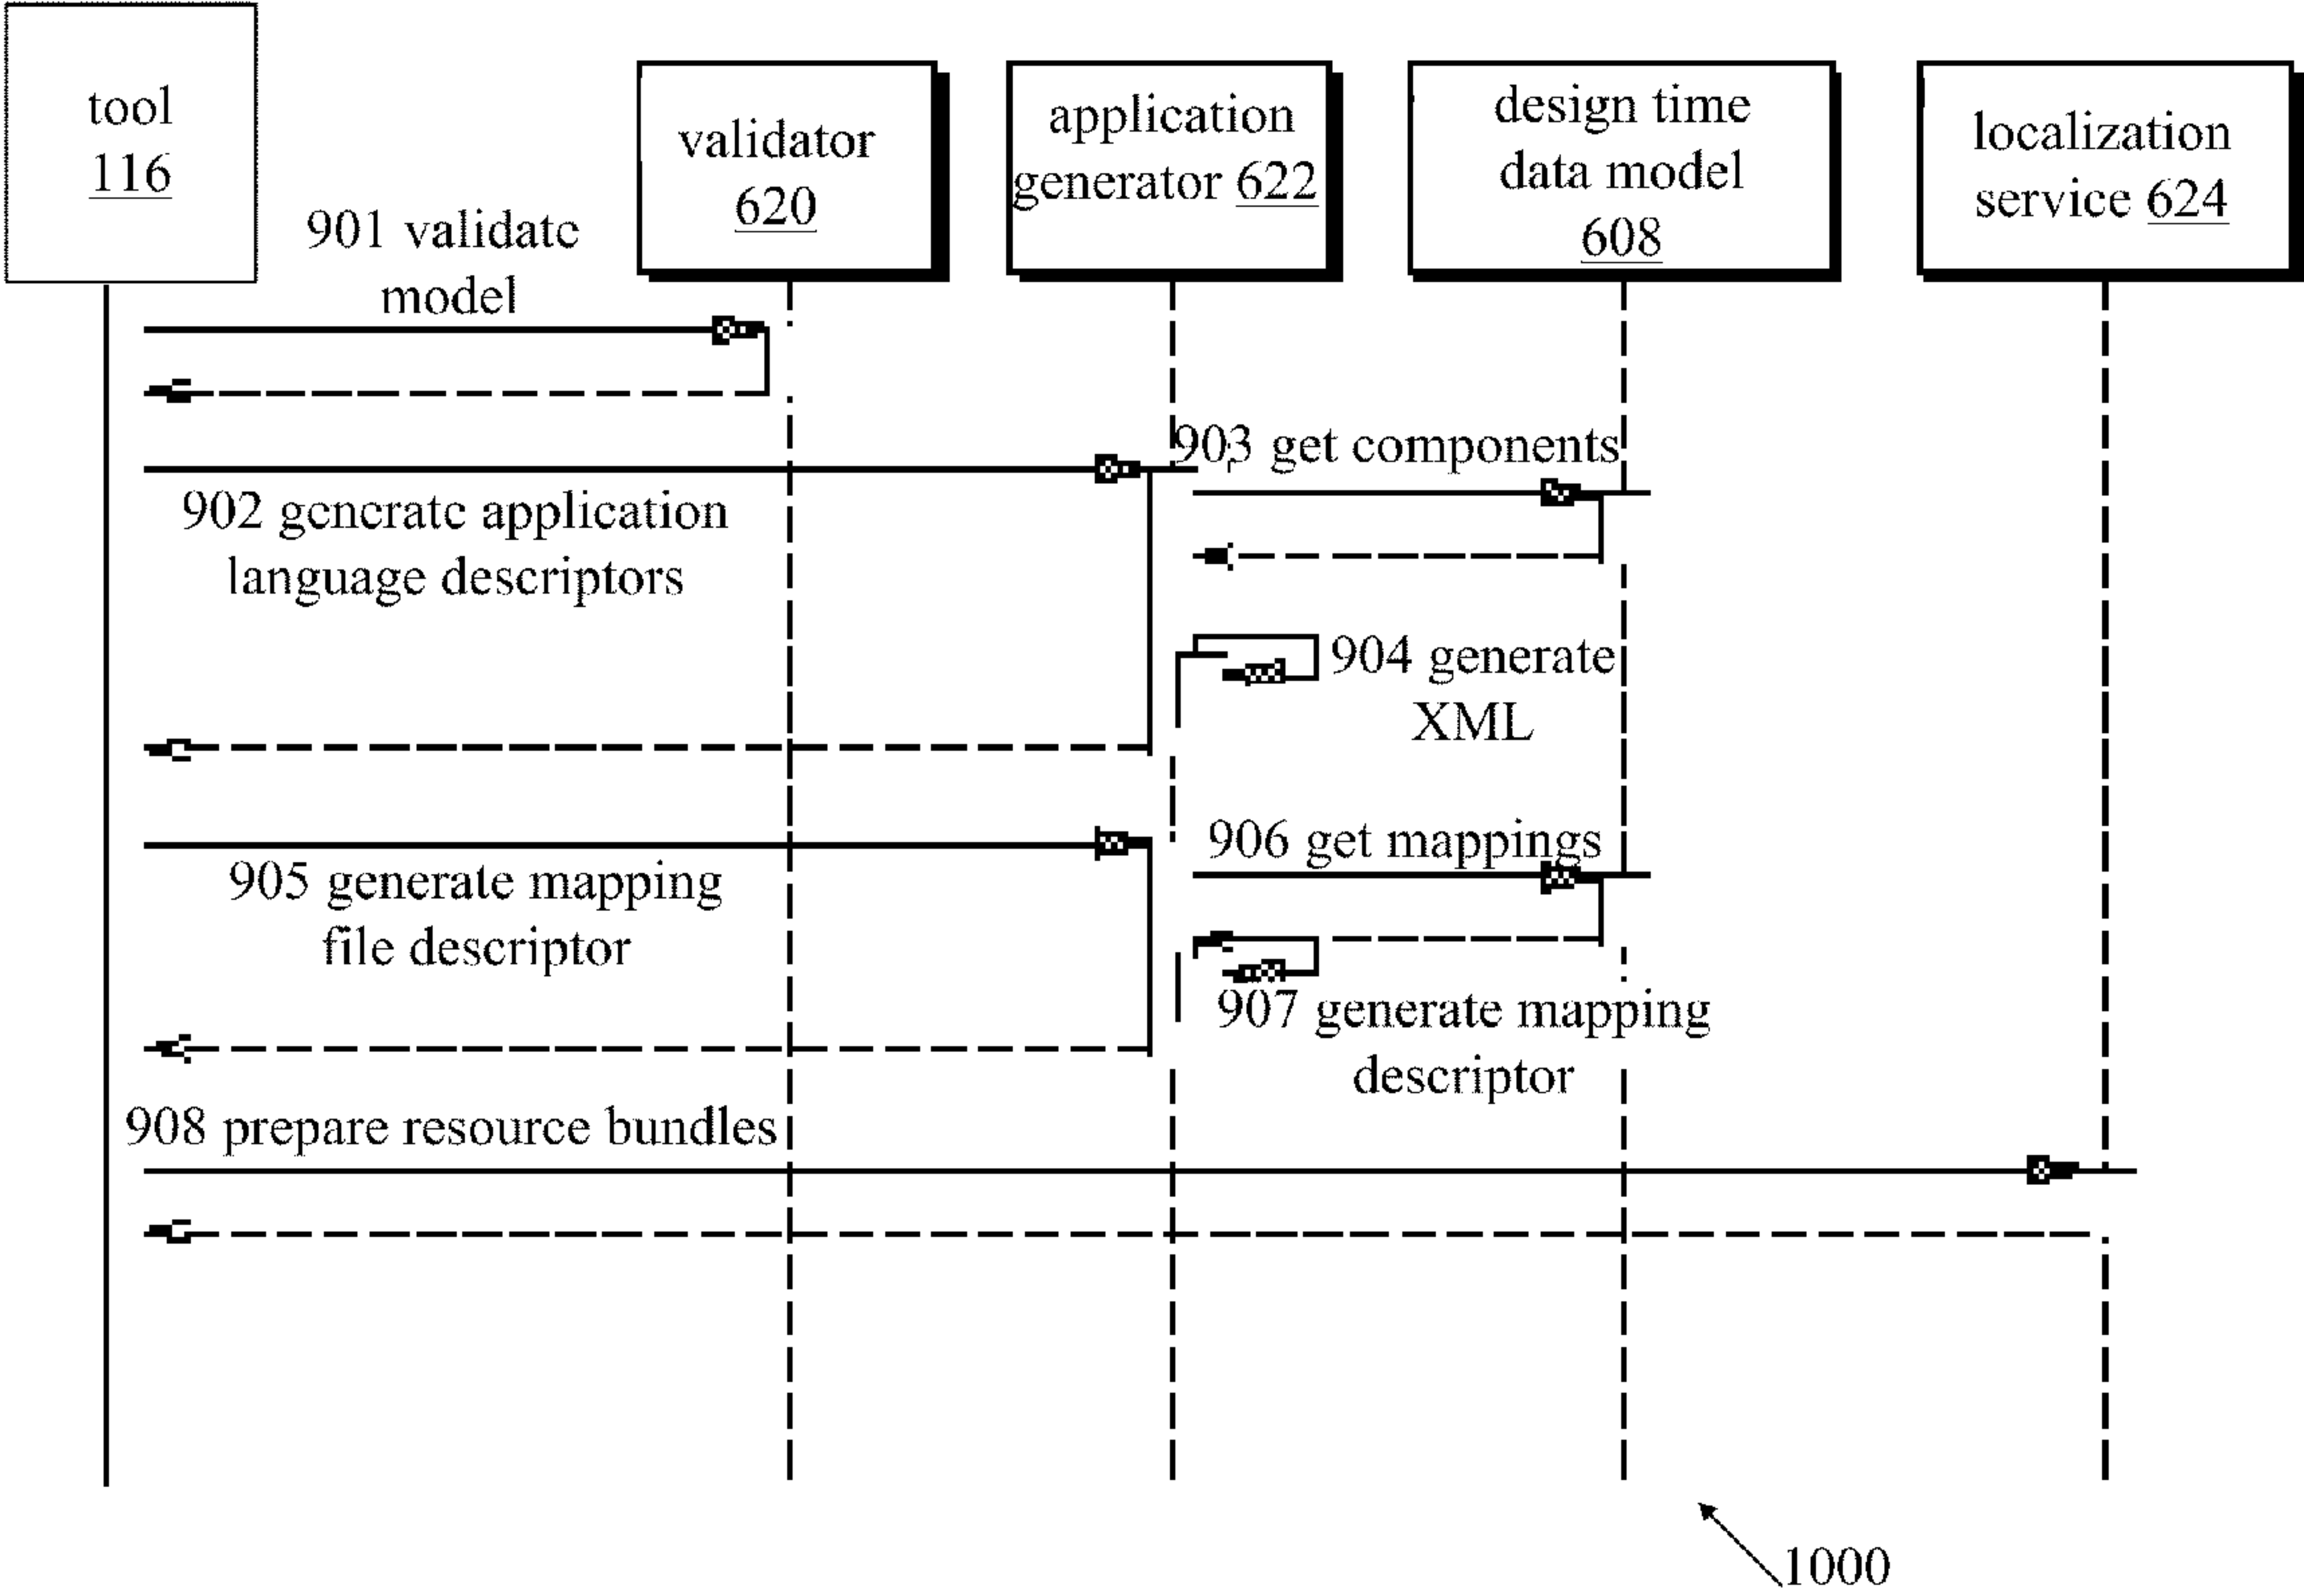 tool
116
validator
620
application
generator 622
design time
data model
608
localization
service 624
901 validate
model
903 get components
902 generate application
language descriptors
904 generate
XML
906 get mappings
905 generate mapping
file descriptor
907 generate mapping
descriptor
908 prepare resource bundles
1000